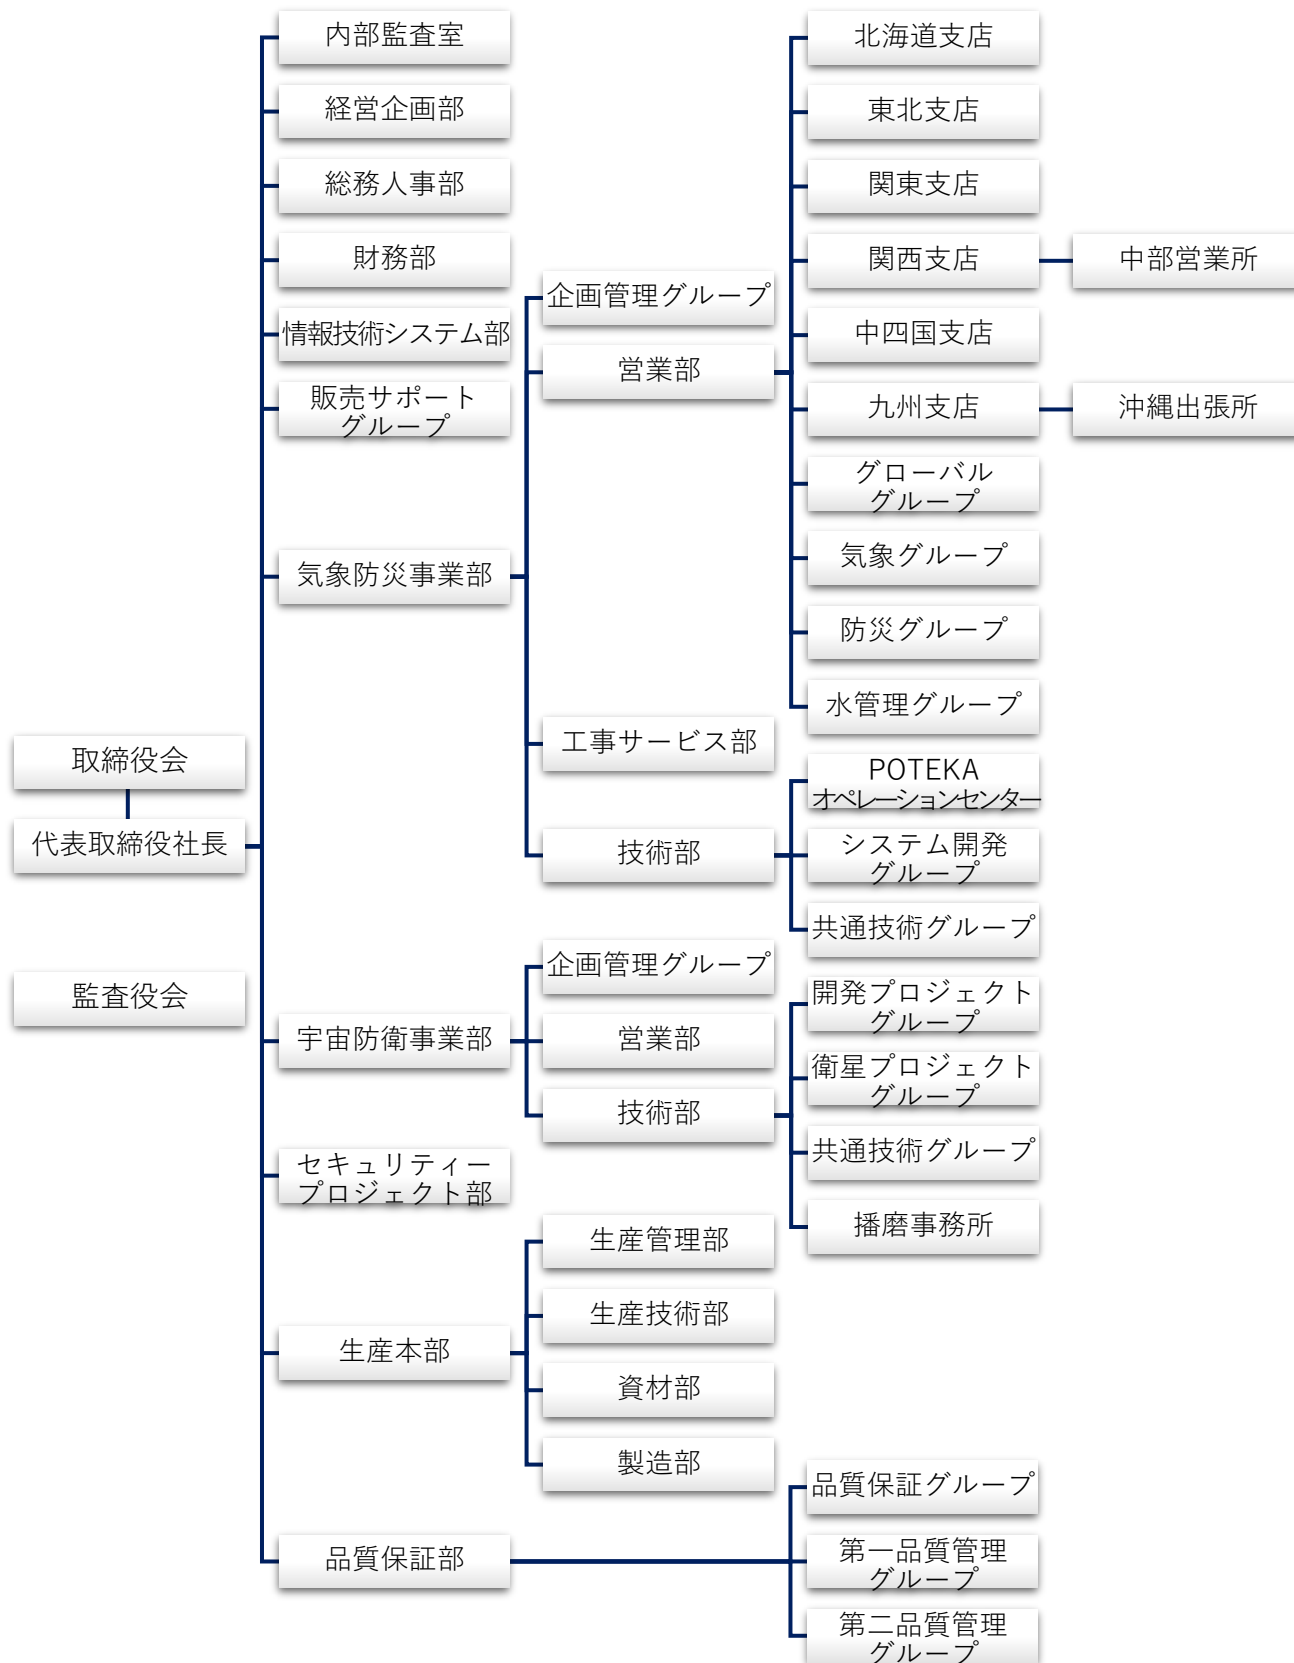 取締役会
代表取締役社長
監査役会
内部監査室
経営企画部
総務人事部
財務部
情報技術システム部
販売サポート
グループ
気象防災事業部
企画管理グループ
営業部
北海道支店
東北支店
関東支店
関西支店
中部営業所
中四国支店
九州支店
沖縄出張所
グローバル
グループ
気象グループ
防災グループ
水管理グループ
工事サービス部
技術部
POTEKA
オペレーションセンター
システム開発
グループ
共通技術グループ
宇宙防衛事業部
企画管理グループ
営業部
技術部
開発プロジェクト
グループ
衛星プロジェクト
グループ
共通技術グループ
播磨事務所
セキュリティー
プロジェクト部
生産本部
生産管理部
生産技術部
資材部
製造部
品質保証部
品質保証グループ
第一品質管理
グループ
第二品質管理
グループ